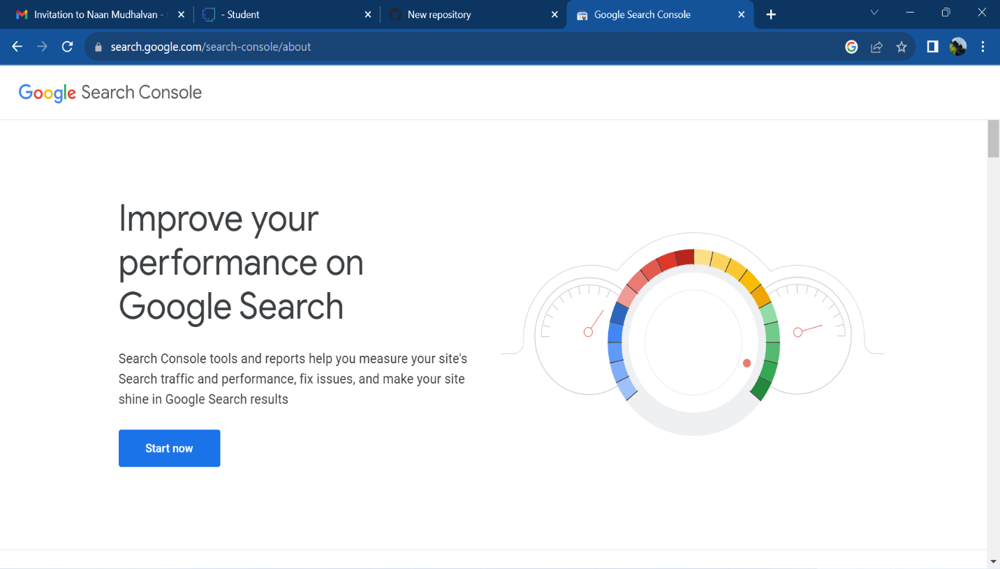 Invitation to Naan Mudhalvan -
- Student
New repository
Google Search Console
search.google.com/search-console/about
Google Search Console
Improve your
performance on
Google Search
Search Console tools and reports help you measure your site's
Search traffic and performance, fix issues, and make your site
shine in Google Search results
Start now